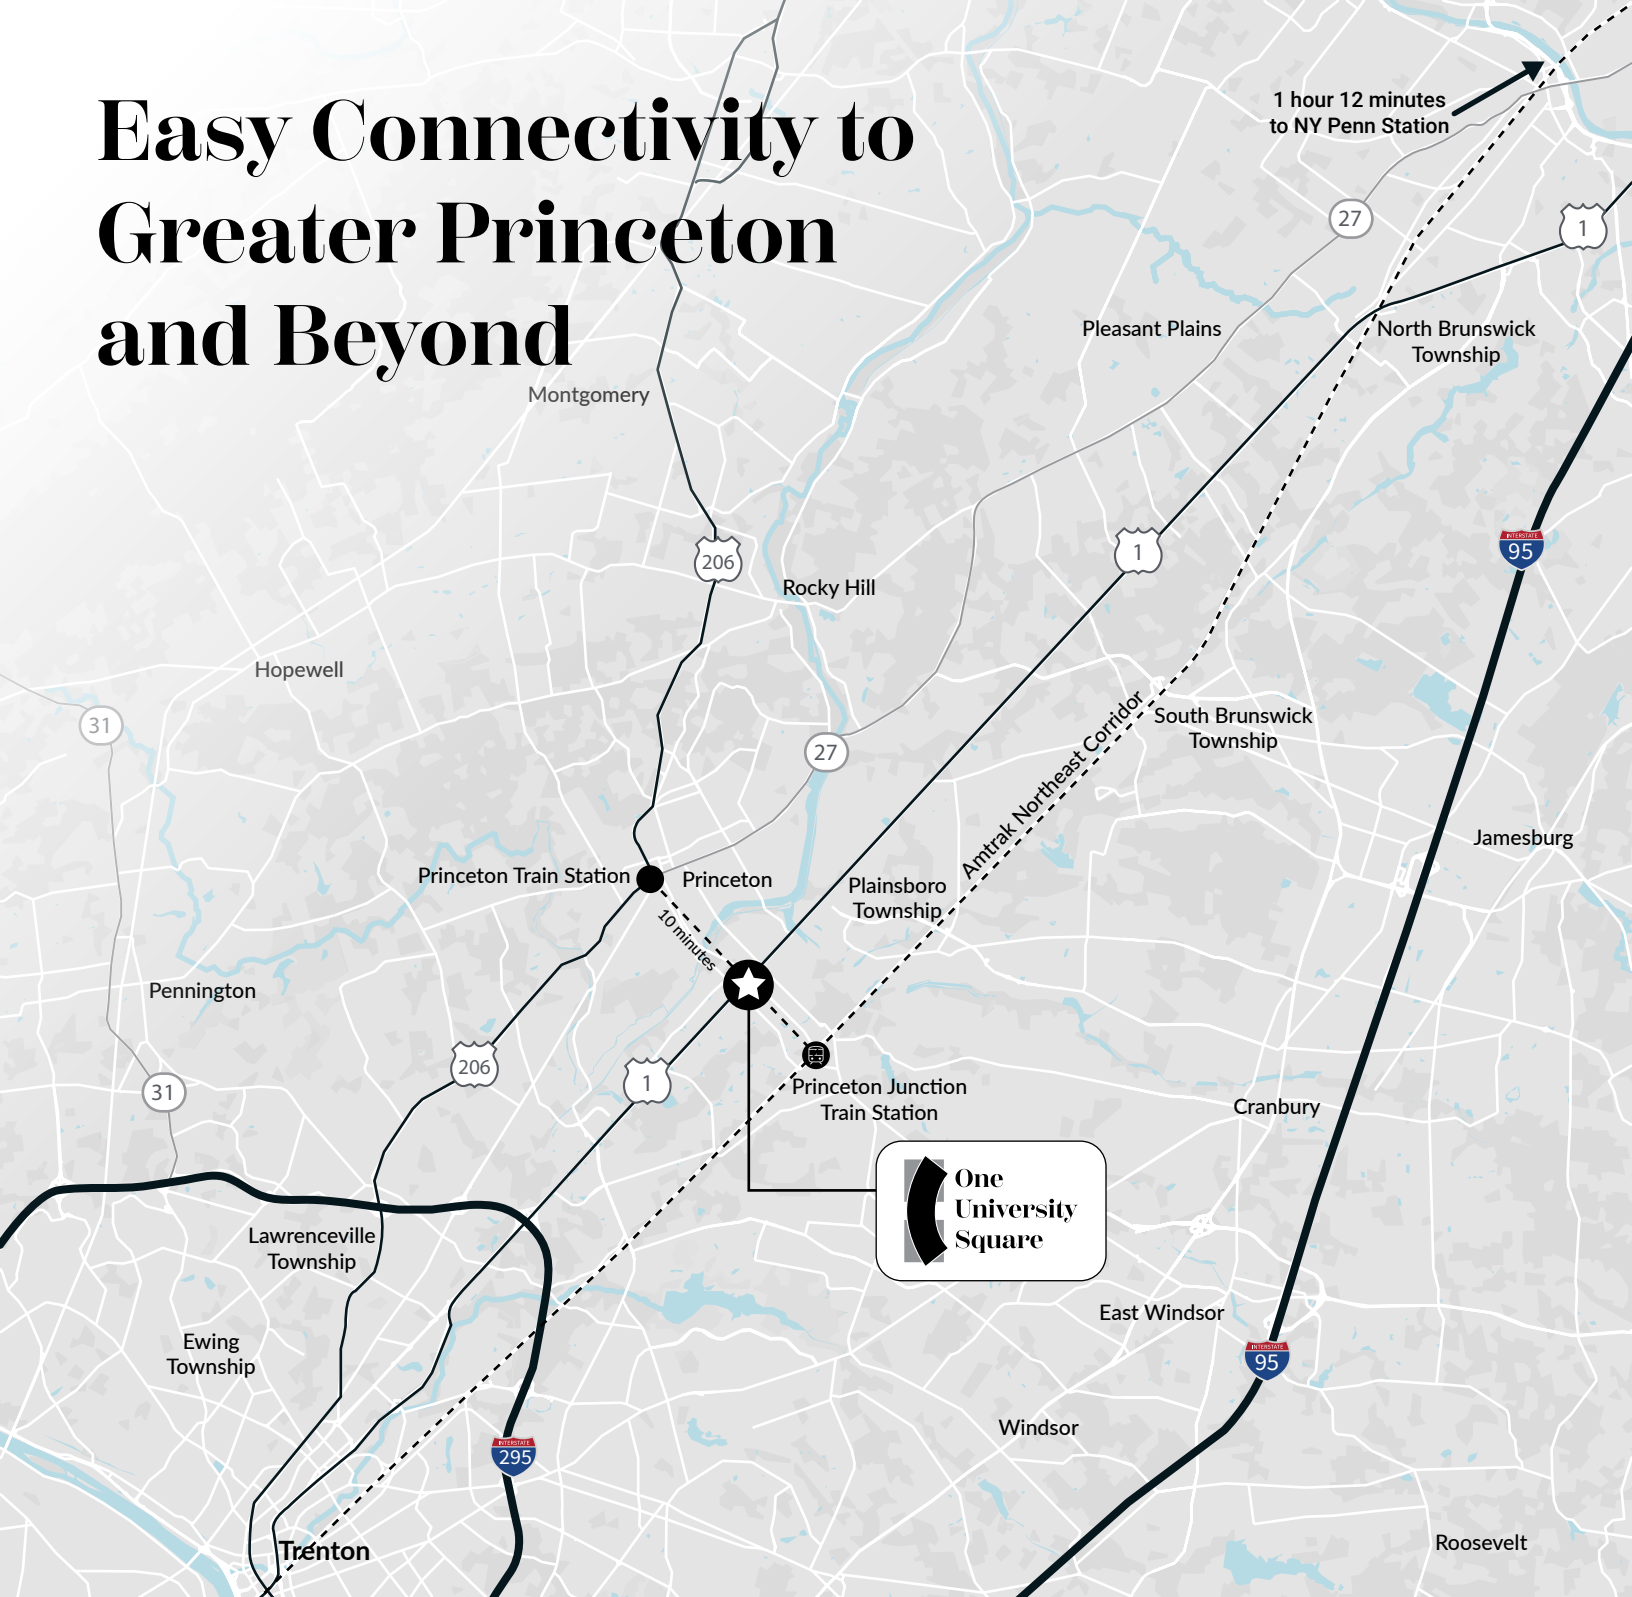 Easy Connectivity to
Greater Princeton
and Beyond
1 hour 12 minutes
to NY Penn Station
27
1
Pleasant Plains
North Brunswick
Township
Montgomery
INTERSTATE
95
1
206
Rocky Hill
Hopewell
31
27
South Brunswick
Township
Amtrak Northeast Corridor
Jamesburg
Princeton Train Station
Princeton
Plainsboro
Township
10 minutes
Pennington
206
1
31
Princeton Junction
Train Station
Cranbury
One
University
Square
Lawrenceville
Township
East Windsor
Ewing
Township
INTERSTATE
95
Windsor
INTERSTATE
295
Trenton
Roosevelt